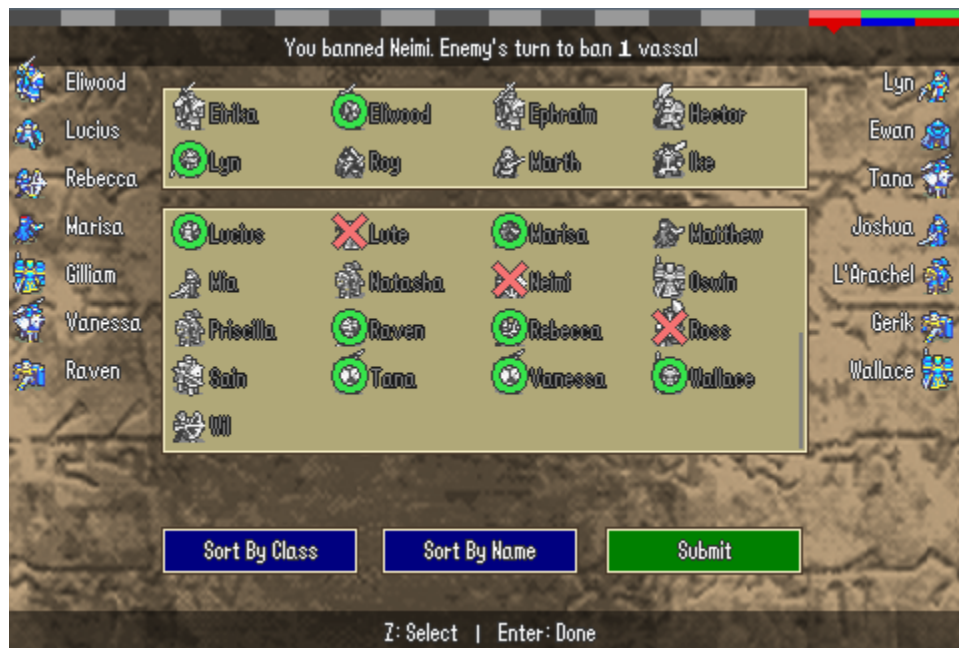 You banned Neimi. Enemy's turn to ban 1 vassal
Eliwood
Lucius
Rebecca
Marisa
Gilliam
Vanessa
Raven
Eirika Eliwood Ephraim Hector
Lyn Roy Marth Ike
Lucius Lute Marisa Matthew
Mia Natasha Neimi Oswin
Priscilla Raven Rebecca Ross
Sain Tana Vanessa Wallace
Wil
Lyn
Ewan
Tana
Joshua
L'Arachel
Gerik
Wallace
Sort By Class Sort By Name Submit
Z: Select | Enter: Done